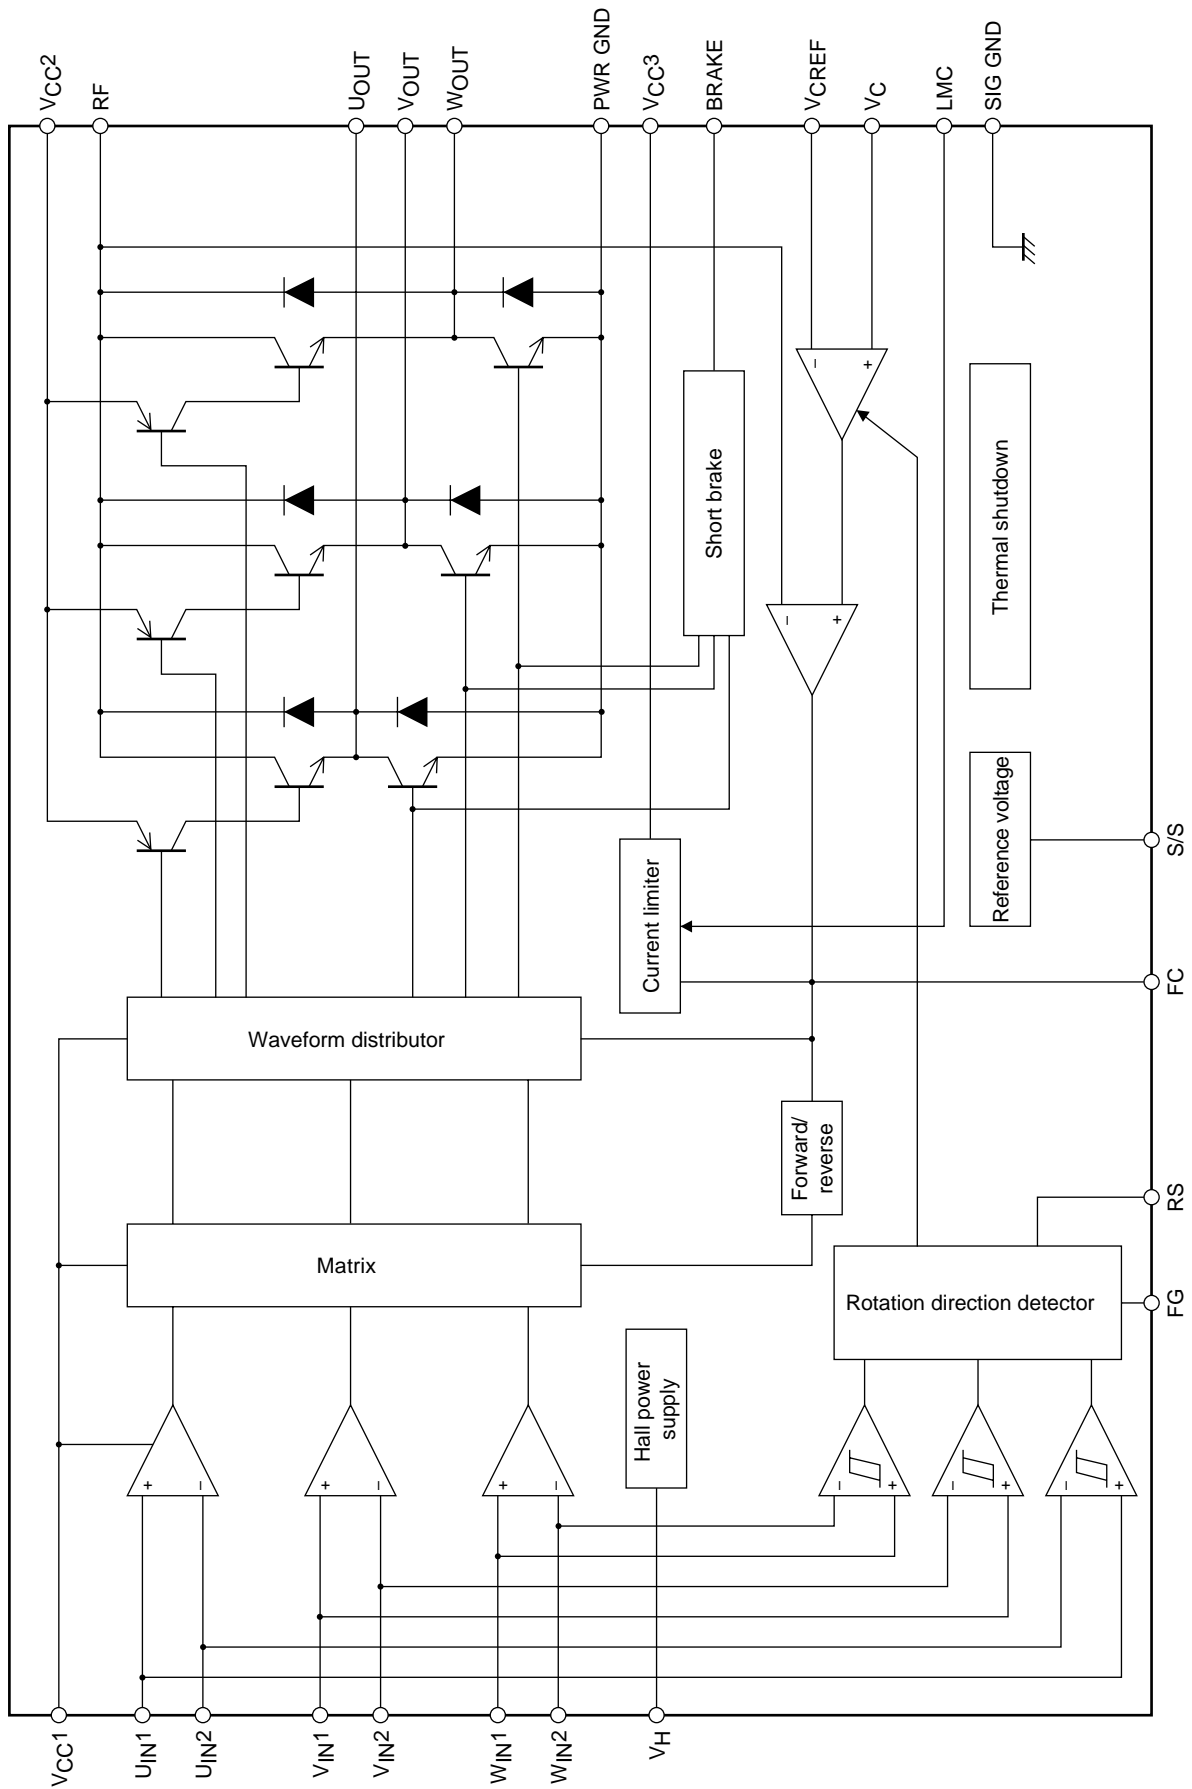 VCC2
RF
UOUT
VOUT
WOUT
PWR GND
VCC3
BRAKE
VCREF
VC
LMC
SIG GND
–
+
Short brake
Thermal shutdown
–
+
Current limiter
Reference voltage
S/S
FC
Waveform distributor
Forward/
reverse
RS
Matrix
Rotation direction detector
FG
Hall power
supply
+
–
+
–
+
–
–
+
–
+
–
+
VCC1
UIN1
UIN2
VIN1
VIN2
WIN1
WIN2
VH